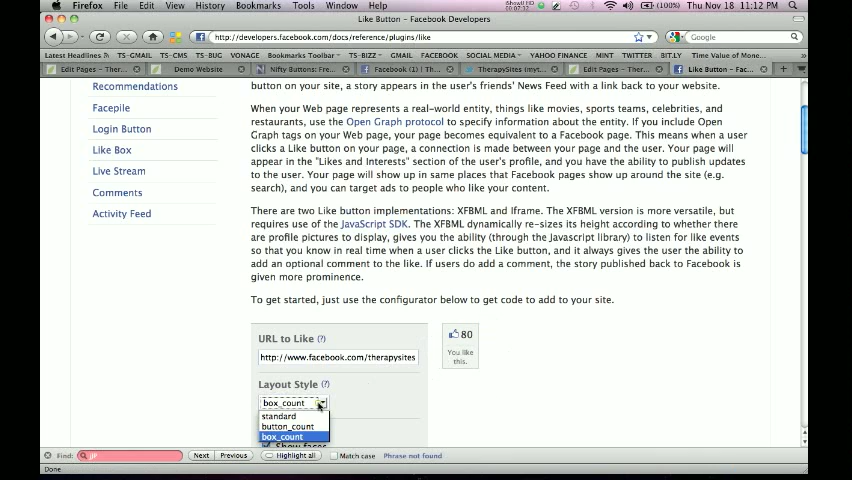 Firefox File Edit View History Bookmarks Tools Window Help (100%) Thu Nov 18 11:12 PM
Like Button - Facebook Developers
http://developers.facebook.com/docs/reference/plugins/like Google
Latest Headlines TS-GMAIL TS-VONAGE Bookmarks Toolbar TS-BIZZ GMAIL FACEBOOK SOCIAL MEDIA YAHOO FINANCE MINT TWITTER BIT.LY Time Value of Mone...
Edit Pages - Ther... Demo Website Nifty Buttons: Fre... Facebook (1) | Th... TherapySites (myt... Edit Pages - Ther... Like Button - Fac...
Recommendations
Facepile
Login Button
Like Box
Live Stream
Comments
Activity Feed
button on your site, a story appears in the user's friends' News Feed with a link back to your website.
When your Web page represents a real-world entity, things like movies, sports teams, celebrities, and
restaurants, use the Open Graph protocol to specify information about the entity. If you include Open
Graph tags on your Web page, your page becomes equivalent to a Facebook page. This means when a user
clicks a Like button on your page, a connection is made between your page and the user. Your page will
appear in the "Likes and Interests" section of the user's profile, and you have the ability to publish updates
to the user. Your page will show up in same places that Facebook pages show up around the site (e.g.
search), and you can target ads to people who like your content.
There are two Like button implementations: XFBML and Iframe. The XFBML version is more versatile, but
requires use of the JavaScript SDK. The XFBML dynamically re-sizes its height according to whether there
are profile pictures to display, gives you the ability (through the Javascript library) to listen for like events
so that you know in real time when a user clicks the Like button, and it always gives the user the ability to
add an optional comment to the like. If users do add a comment, the story published back to Facebook is
given more prominence.
To get started, just use the configurator below to get code to add to your site.
URL to Like (?)
http://www.facebook.com/therapysites
80
You like
this.
Layout Style (?)
box_count
standard
button_count
box_count
Show faces
Find: Next Previous Highlight all Match case Phrase not found
Done